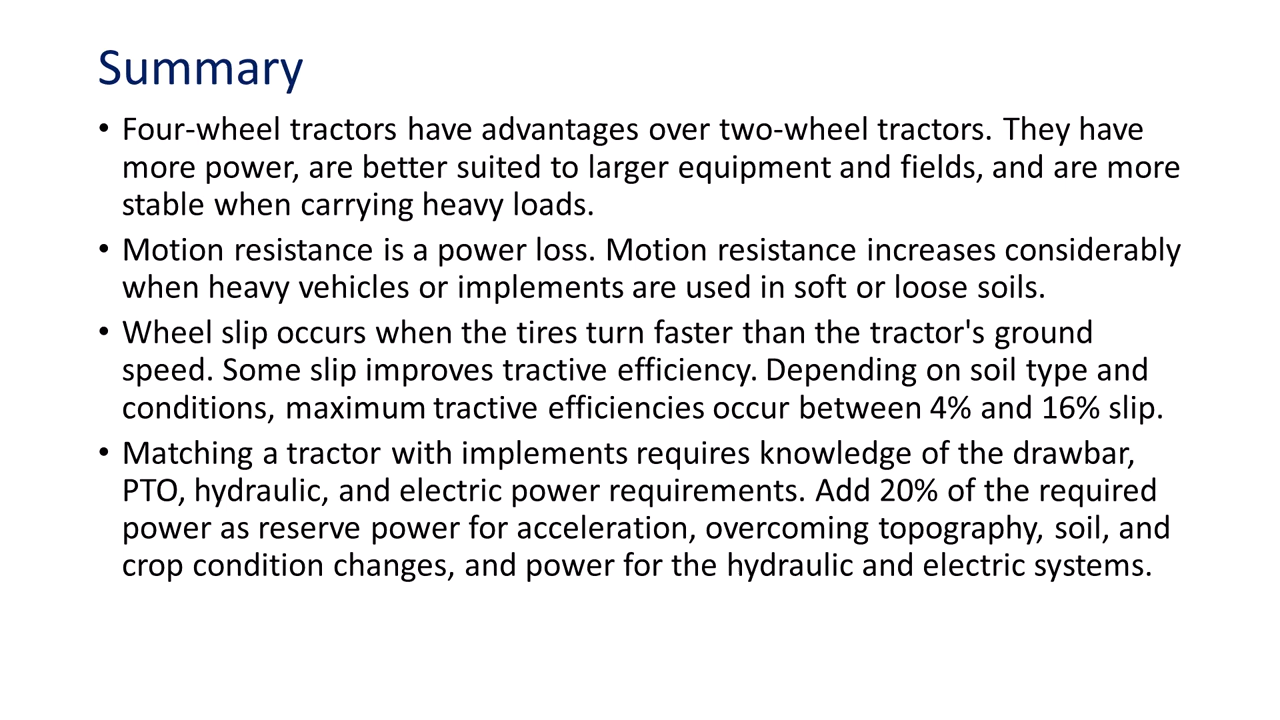 Summary
• Four-wheel tractors have advantages over two-wheel tractors. They have
more power, are better suited to larger equipment and fields, and are more
stable when carrying heavy loads.
• Motion resistance is a power loss. Motion resistance increases considerably
when heavy vehicles or implements are used in soft or loose soils.
• Wheel slip occurs when the tires turn faster than the tractor's ground
speed. Some slip improves tractive efficiency. Depending on soil type and
conditions, maximum tractive efficiencies occur between 4% and 16% slip.
• Matching a tractor with implements requires knowledge of the drawbar,
PTO, hydraulic, and electric power requirements. Add 20% of the required
power as reserve power for acceleration, overcoming topography, soil, and
crop condition changes, and power for the hydraulic and electric systems.